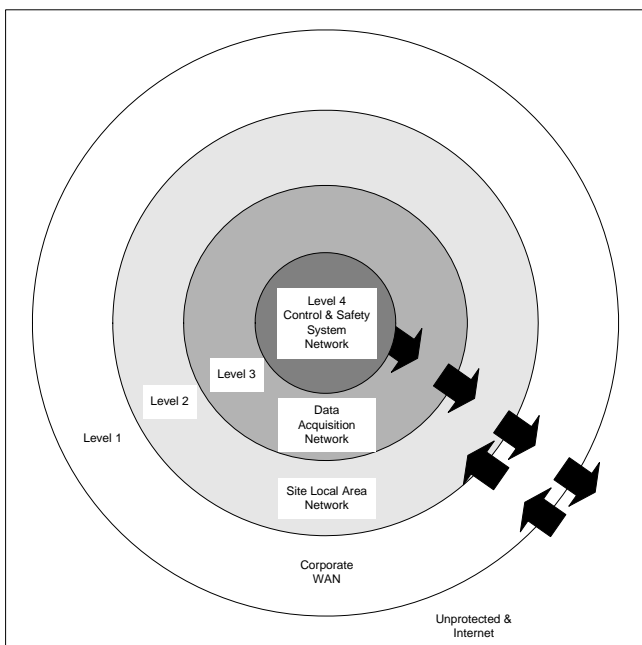 Level 4
Control & Safety
System
Network
Level 3
Level 2
Data
Acquisition
Network
Level 1
Site Local Area
Network
Corporate
WAN
Unprotected &
Internet